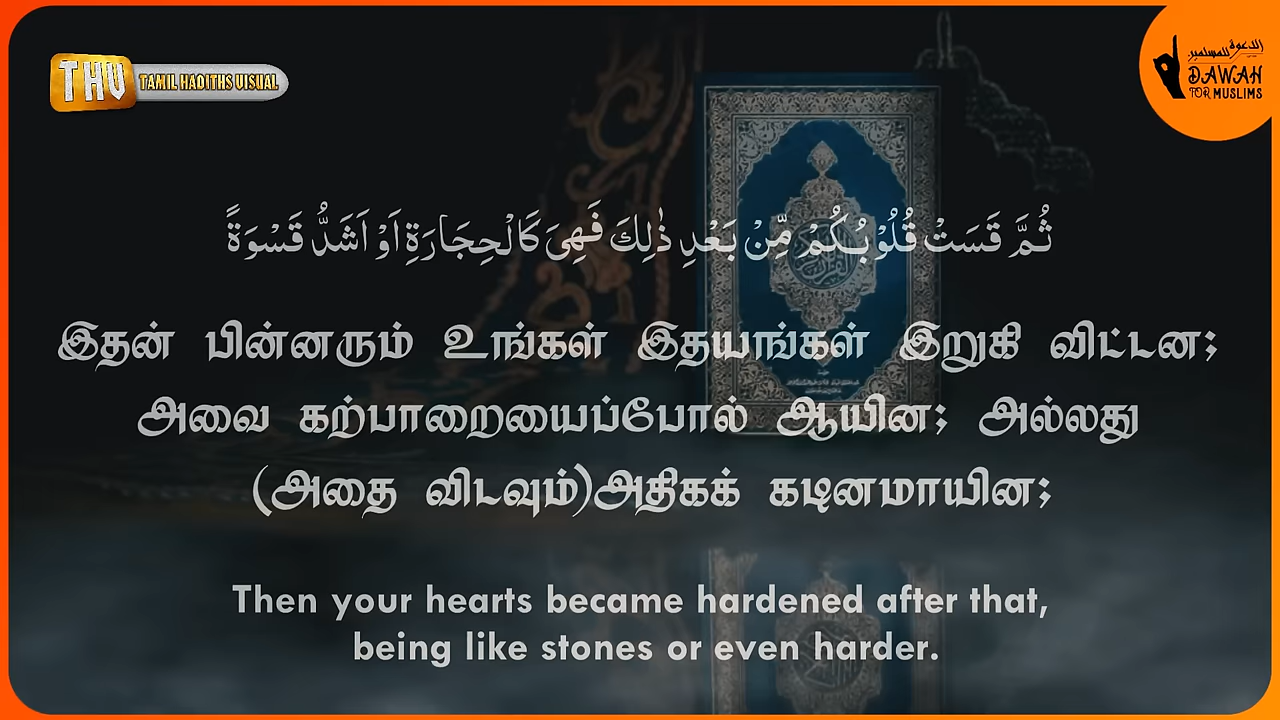 THV TAMIL HADITHS VISUAL
الدعوة للمسلمين
DAWAH
FOR MUSLIMS
ثُمَّ قَسَتْ قُلُوْبُكُمْ مِّنْ بَعْدِ ذٰلِكَ فَهِىَ كَالْحِجَارَةِ اَوْ اَشَدُّ قَسْوَةً
இதன் பின்னரும் உங்கள் இதயங்கள் இறுகி விட்டன;
அவை கற்பாறையைப்போல் ஆயின; அல்லது
(அதை விடவும்)அதிகக் கடினமாயின;
Then your hearts became hardened after that,
being like stones or even harder.